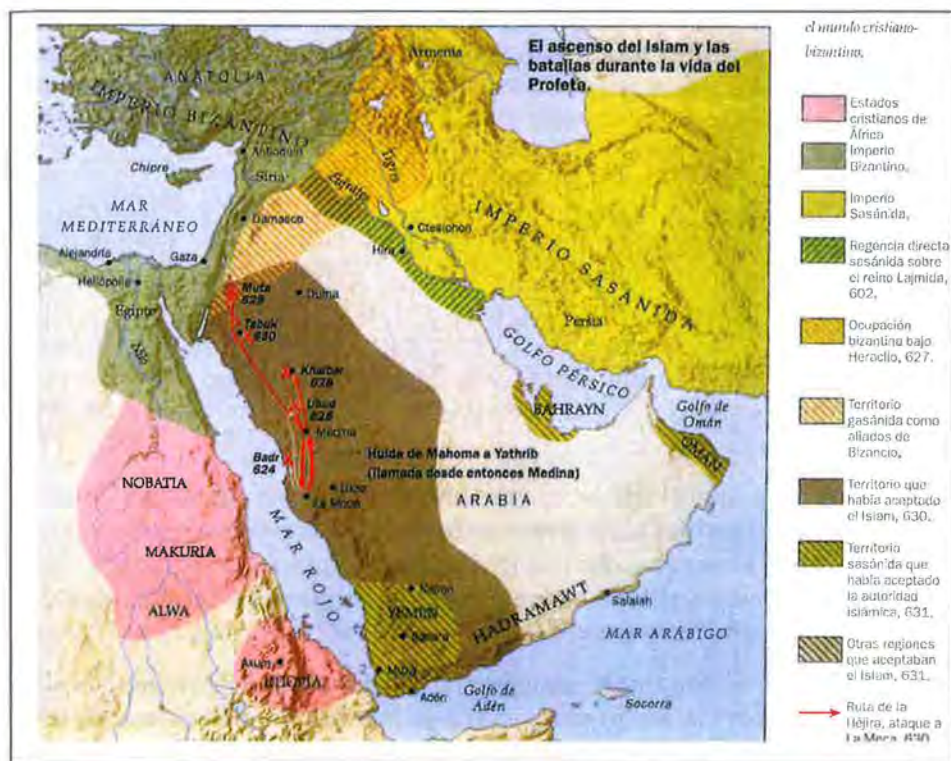 El ascenso del Islam y las
batallas durante la vida del
Profeta.
Armenia
ANATOLIA
IMPERIO BIZANTINO
Antioquía
Chipre
Siria
Tigris
Éufrates
MAR
MEDITERRÁNEO
Damasco
Ctesiphon
IMPERIO SASÁNIDA
Hira
Alejandría
Gaza
Heliópolis
Egipto
Nilo
Muta
629
Duma
Tabuk
630
Persia
GOLFO PÉRSICO
Khaibar
Uhud
625
Medina
BAHRAYN
Golfo de
Omán
OMÁN
Badr
624
Huida de Mahoma a Yathrib
(llamada desde entonces Medina)
La Meca
ARABIA
NOBATIA
MAKURIA
ALWA
MAR ROJO
YEMEN
HADRAMAWT
Salalah
MAR ARÁBIGO
Axum
ETIOPÍA
Adén
Golfo de
Adén
Socorra
el mundo cristiano-
bizantino.
Estados
cristianos de
África
Imperio
Bizantino.
Imperio
Sasánida.
Regencia directa
sasánida sobre
el reino Lajmida,
602.
Ocupación
bizantina bajo
Heraclio, 627.
Territorio
gasánida como
aliados de
Bizancio.
Territorio que
había aceptado
el Islam, 630.
Territorio
sasánida que
había aceptado
la autoridad
islámica, 631.
Otras regiones
que aceptaban
el Islam, 631.
Ruta de la
Héjira, ataque a
La Meca, 630